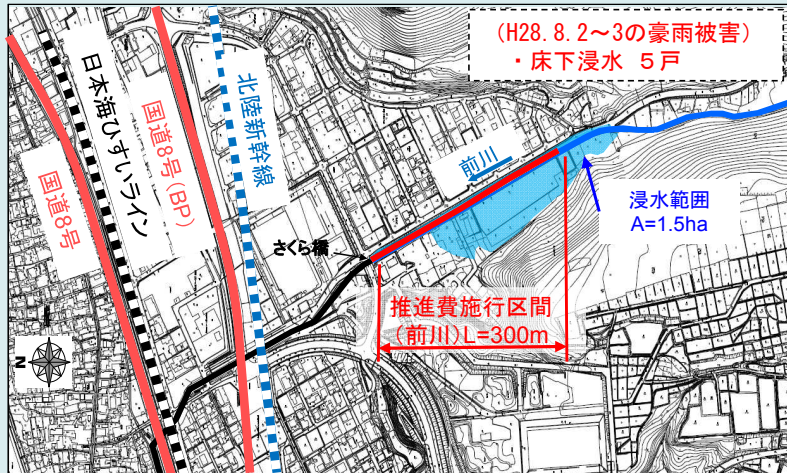 (H28.8.2～3の豪雨被害)
・床下浸水 5戸
国道8号
日本海ひすいライン
国道8号(BP)
北陸新幹線
前川
さくら橋
浸水範囲
A=1.5ha
推進費施行区間
(前川)L=300m
N